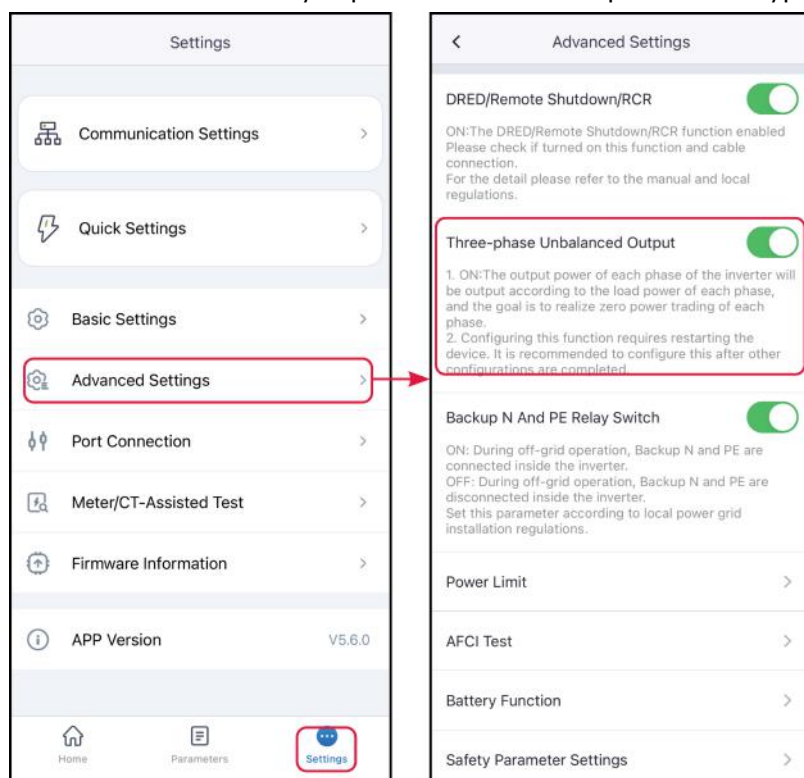 Settings
Communication Settings
Quick Settings
Basic Settings
Advanced Settings
Port Connection
Meter/CT-Assisted Test
Firmware Information
APP Version V5.6.0
Home Parameters Settings
Advanced Settings
DRED/Remote Shutdown/RCR
ON:The DRED/Remote Shutdown/RCR function enabled
Please check if turned on this function and cable
connection.
For the detail please refer to the manual and local
regulations.
Three-phase Unbalanced Output
1. ON:The output power of each phase of the inverter will
be output according to the load power of each phase,
and the goal is to realize zero power trading of each
phase.
2. Configuring this function requires restarting the
device. It is recommended to configure this after other
configurations are completed.
Backup N And PE Relay Switch
ON: During off-grid operation, Backup N and PE are
connected inside the inverter.
OFF: During off-grid operation, Backup N and PE are
disconnected inside the inverter.
Set this parameter according to local power grid
installation regulations.
Power Limit
AFCI Test
Battery Function
Safety Parameter Settings